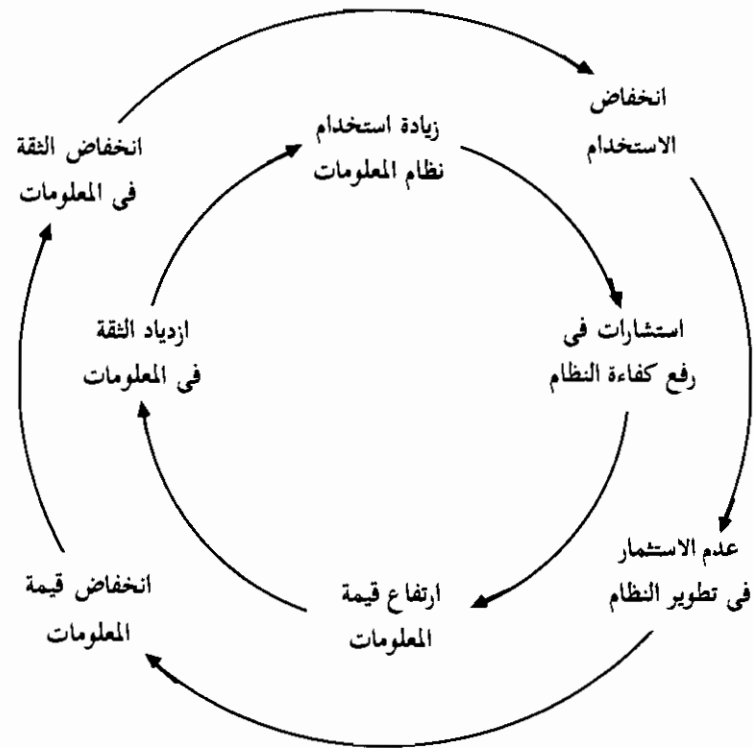 انخفاض
الاستخدام
زيادة استخدام
نظام المعلومات
انخفاض الثقة
فى المعلومات
استشارات فى
رفع كفاءة النظام
ازدياد الثقة
فى المعلومات
عدم الاستثمار
فى تطوير النظام
ارتفاع قيمة
المعلومات
انخفاض قيمة
المعلومات